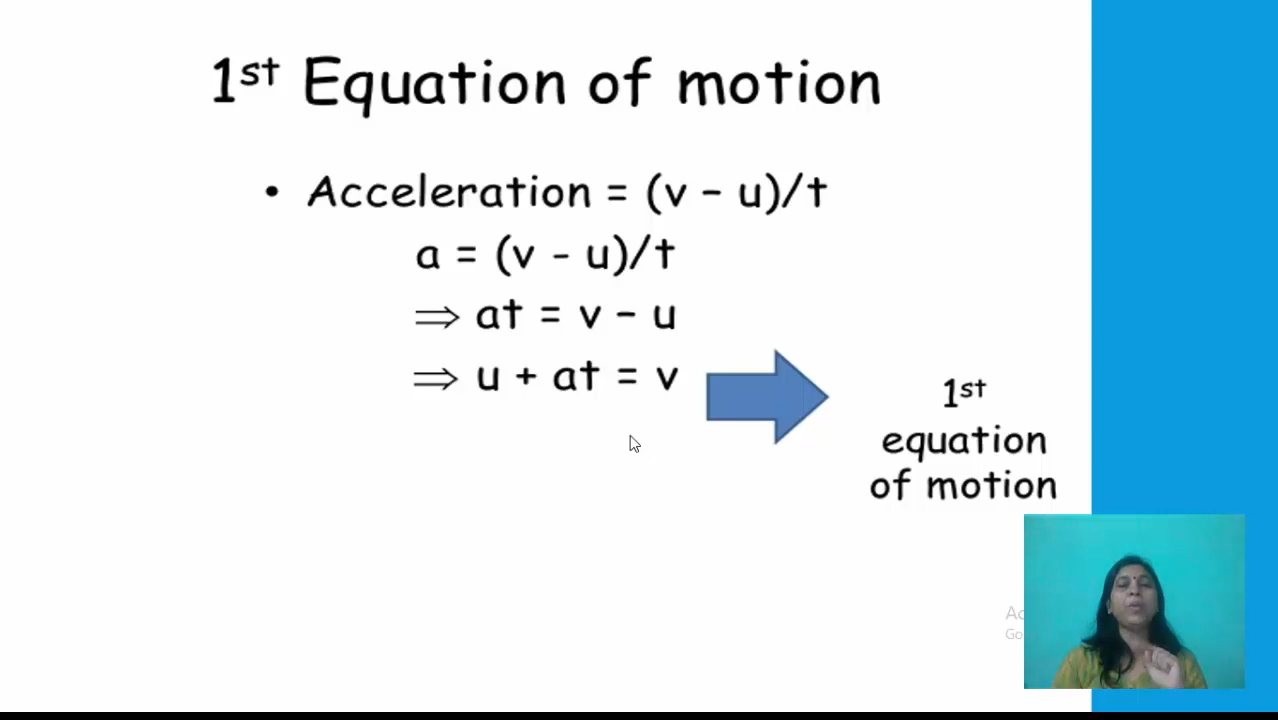 1st Equation of motion
• Acceleration = (v – u)/t
a = (v - u)/t
⇒ at = v – u
⇒ u + at = v
1st
equation
of motion